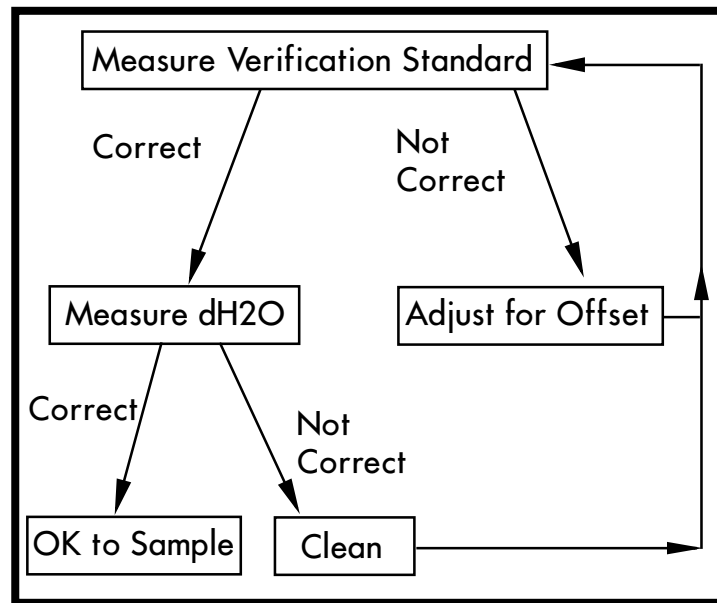 Measure Verification Standard
Correct
Not
Correct
Measure dH2O
Adjust for Offset
Correct
Not
Correct
OK to Sample
Clean